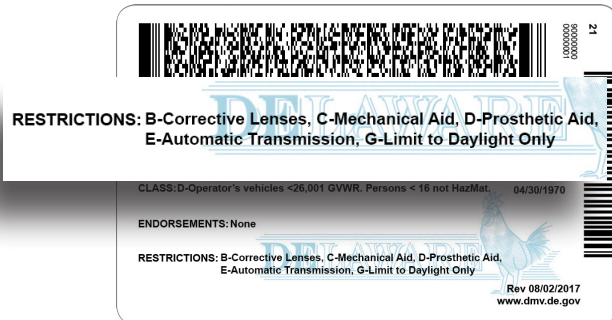 21
90000000
00000001
DELAWARE
RESTRICTIONS: B-Corrective Lenses, C-Mechanical Aid, D-Prosthetic Aid,
E-Automatic Transmission, G-Limit to Daylight Only
CLASS: D-Operator's vehicles <26,001 GVWR. Persons < 16 not HazMat. 04/30/1970
ENDORSEMENTS: None
DELAWARE
RESTRICTIONS: B-Corrective Lenses, C-Mechanical Aid, D-Prosthetic Aid,
E-Automatic Transmission, G-Limit to Daylight Only
Rev 08/02/2017
www.dmv.de.gov